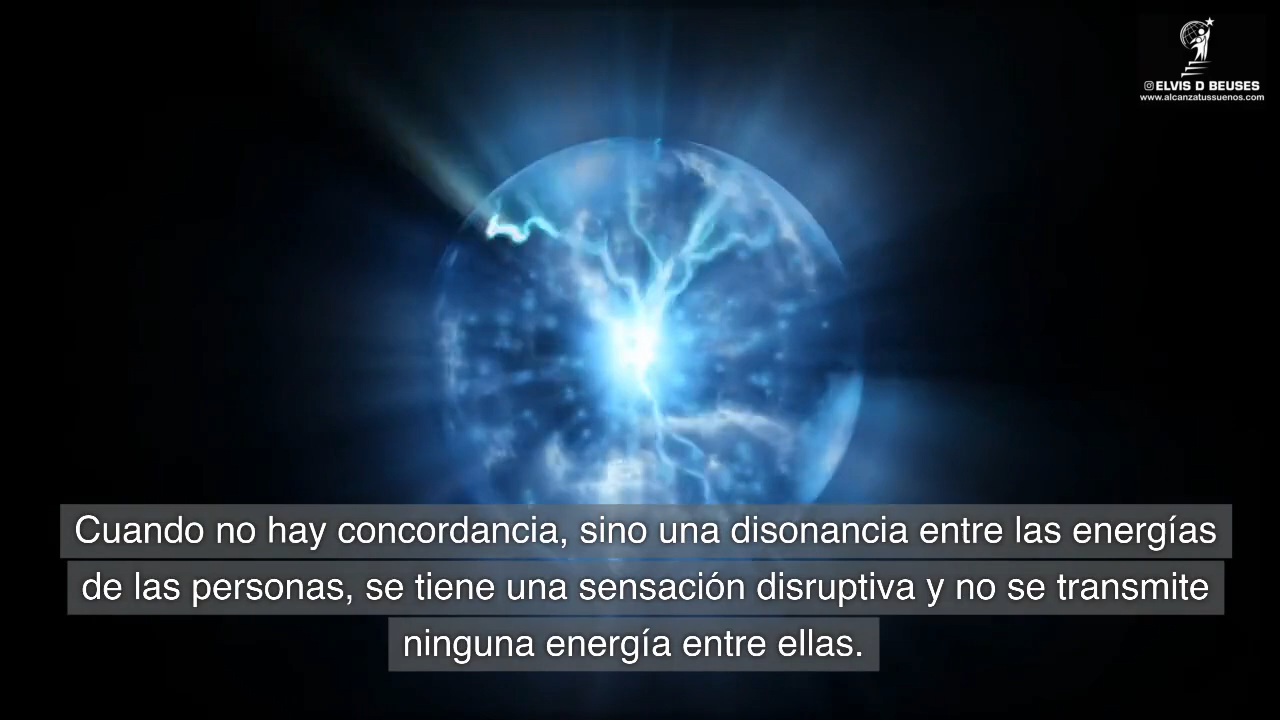 ELVIS D BEUSES
www.alcanzatussuenos.com
Cuando no hay concordancia, sino una disonancia entre las energías
de las personas, se tiene una sensación disruptiva y no se transmite
ninguna energía entre ellas.